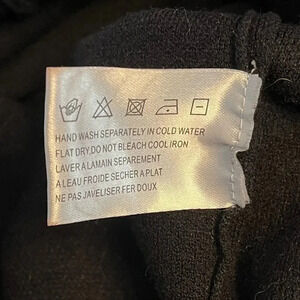 HAND WASH SEPARATELY IN COLD WATER
FLAT DRY.DO NOT BLEACH COOL IRON
LAVER A LAMAIN SEPAREMENT
A LEAU FROIDE SECHER A PLAT
NE PAS JAVELISER FER DOUX